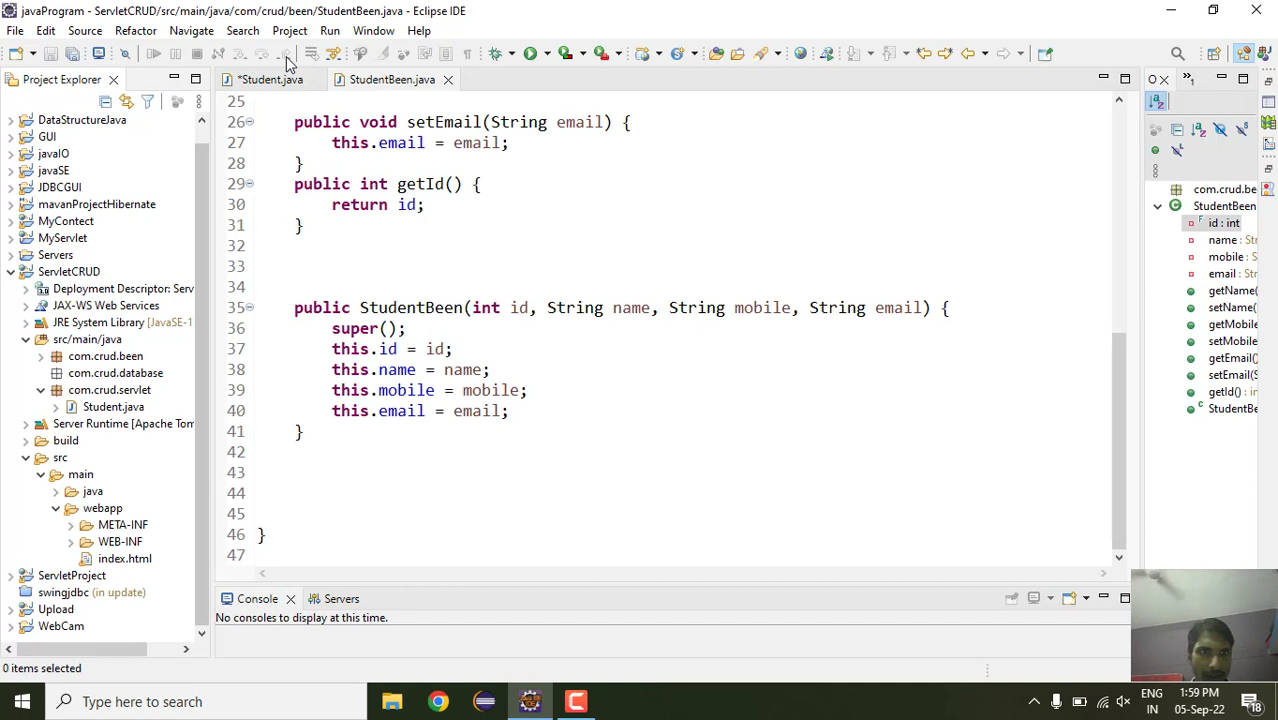 javaProgram - ServletCRUD/src/main/java/com/crud/been/StudentBeen.java - Eclipse IDE
File Edit Source Refactor Navigate Search Project Run Window Help
Project Explorer
*Student.java
StudentBeen.java
DataStructureJava
GUI
javaIO
javaSE
JDBCGUI
mavanProjectHibernate
MyContect
MyServlet
Servers
ServletCRUD
Deployment Descriptor: Serv
JAX-WS Web Services
JRE System Library [JavaSE-1
src/main/java
com.crud.been
com.crud.database
com.crud.servlet
Student.java
Server Runtime [Apache Tom
build
src
main
java
webapp
META-INF
WEB-INF
index.html
ServletProject
swingjdbc (in update)
Upload
WebCam
25
26 public void setEmail(String email) {
27 this.email = email;
28 }
29 public int getId() {
30 return id;
31 }
32
33
34
35 public StudentBeen(int id, String name, String mobile, String email) {
36 super();
37 this.id = id;
38 this.name = name;
39 this.mobile = mobile;
40 this.email = email;
41 }
42
43
44
45
46 }
47
com.crud.be
StudentBeen
id : int
name : Str
mobile : S
email : Str
getName(
setName(
getMobile
setMobile
getEmail(
setEmail(S
getId() : in
StudentBe
Console
Servers
No consoles to display at this time.
0 items selected
Type here to search
ENG
IN
1:59 PM
05-Sep-22
18